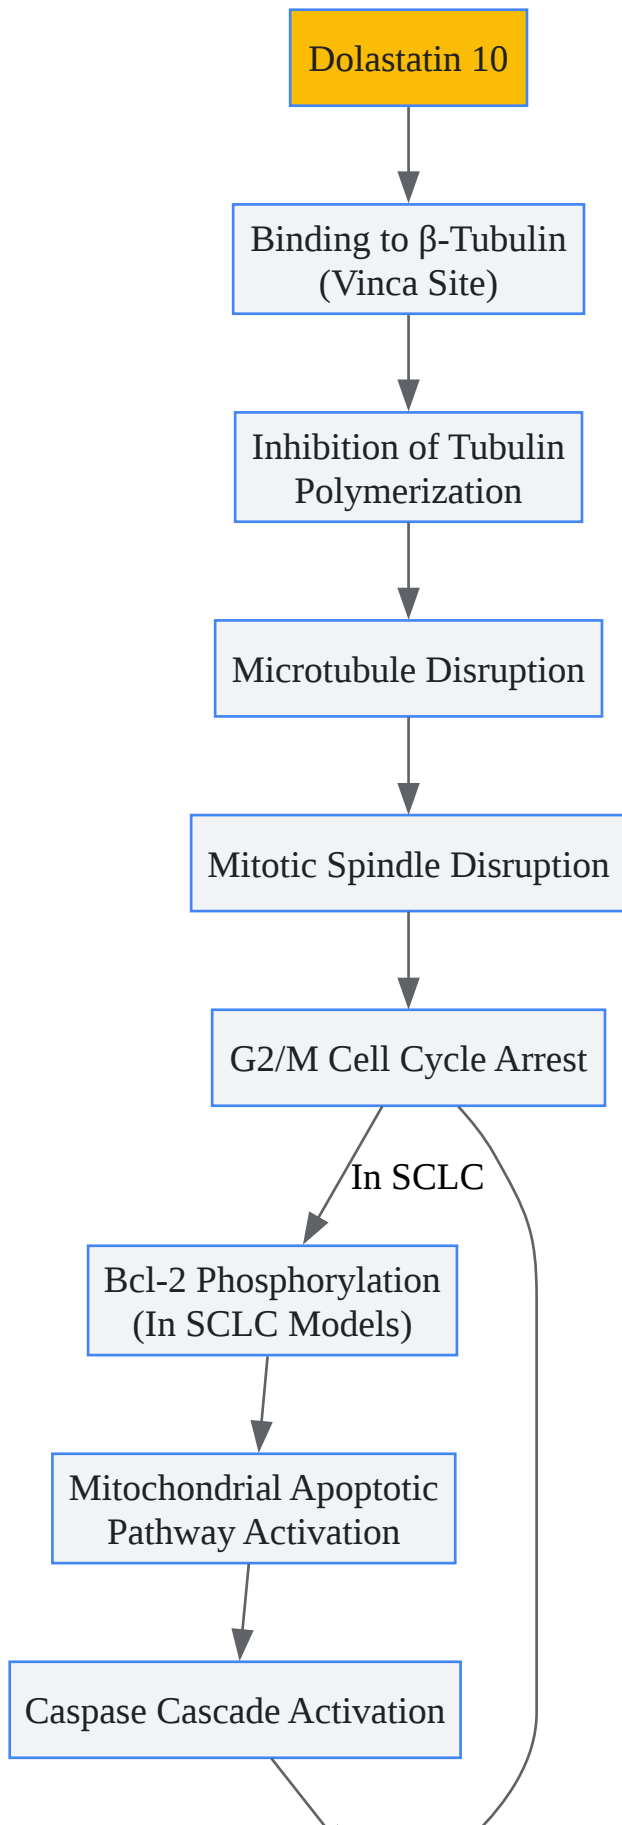 Dolastatin 10
Binding to β-Tubulin
(Vinca Site)
Inhibition of Tubulin
Polymerization
Microtubule Disruption
Mitotic Spindle Disruption
G2/M Cell Cycle Arrest
In SCLC
Bcl-2 Phosphorylation
(In SCLC Models)
Mitochondrial Apoptotic
Pathway Activation
Caspase Cascade Activation